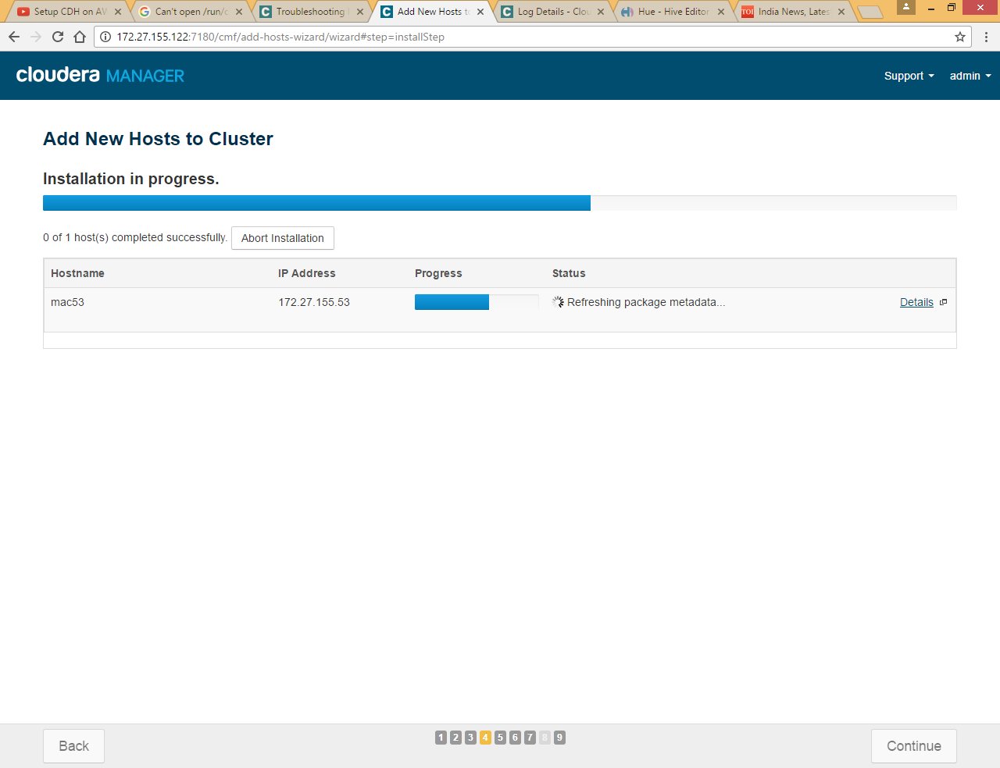 Setup CDH on AW
Can't open /run/c
Troubleshooting
Add New Hosts to
Log Details - Clou
Hue - Hive Editor
TOI India News, Lates
172.27.155.122:7180/cmf/add-hosts-wizard/wizard#step=installStep
cloudera MANAGER
Support
admin
Add New Hosts to Cluster
Installation in progress.
0 of 1 host(s) completed successfully. Abort Installation
Hostname IP Address Progress Status
mac53 172.27.155.53 Refreshing package metadata... Details
Back 1 2 3 4 5 6 7 8 9 Continue